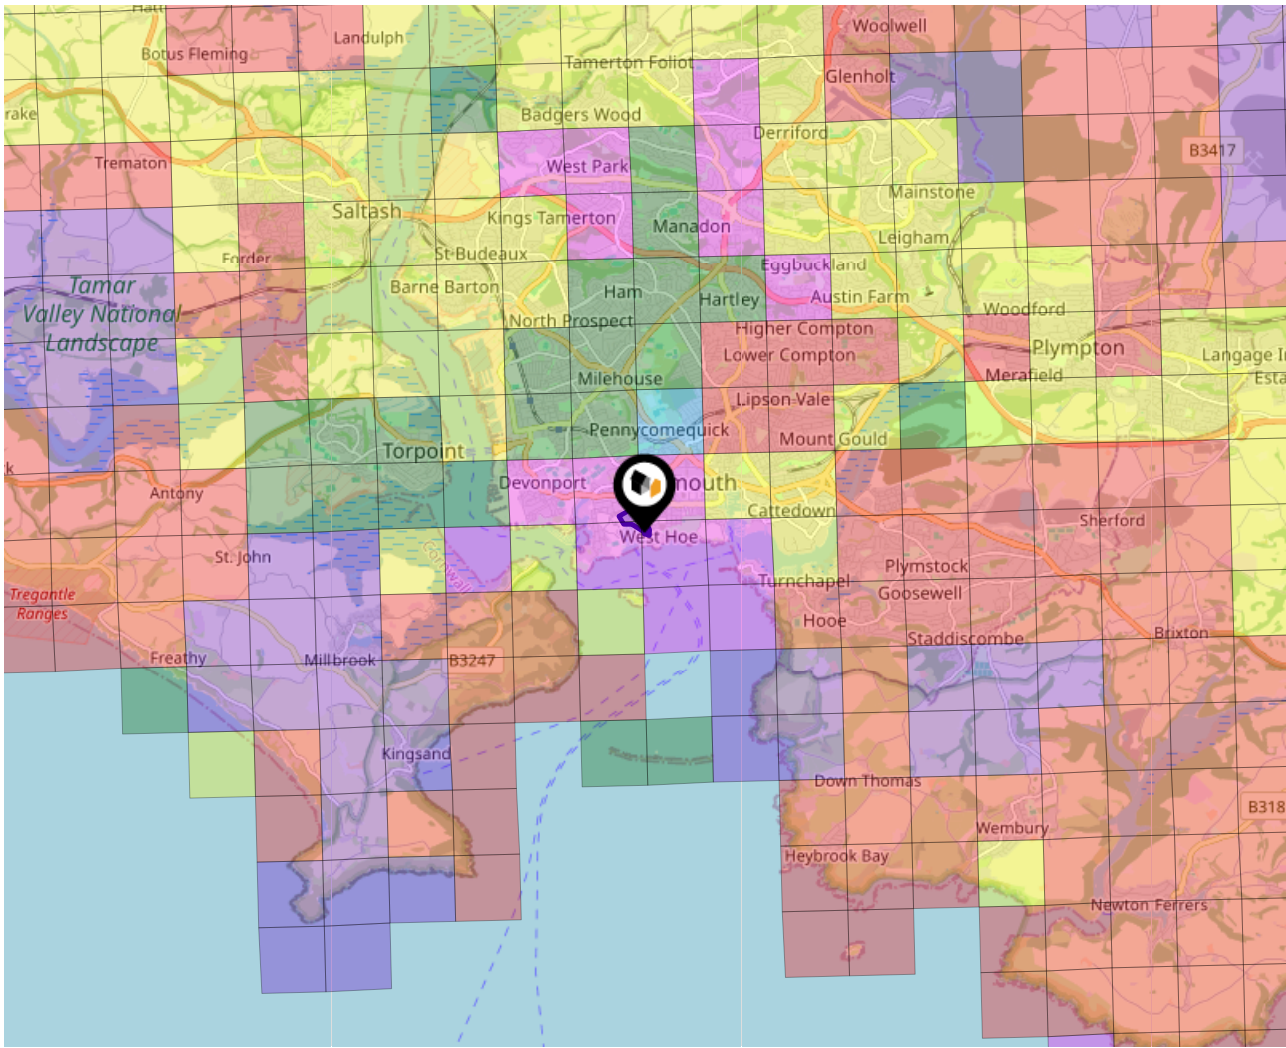 Landulph
Woolwell
Botus Fleming
Tamerton Foliot
Glenholt
Badgers Wood
Derriford
B3417
Trematon
West Park
Mainstone
Saltash
Kings Tamerton
Manadon
Leigham
Forder
St Budeaux
Eggbuckland
Tamar
Valley National
Landscape
Barne Barton
Ham
Hartley
Austin Farm
Woodford
North Prospect
Higher Compton
Lower Compton
Plympton
Milehouse
Merafield
Lipson Vale
Pennycomequick
Mount Gould
Torpoint
Devonport
mouth
Antony
Cattedown
Sherford
West Hoe
St. John
Cornwall
Plymstock
Turnchapel
Goosewell
Tregantle
Ranges
Hooe
Staddiscombe
Brixton
Freathy
Millbrook
B3247
Kingsand
Down Thomas
B318
Wembury
Heybrook Bay
Newton Ferrers